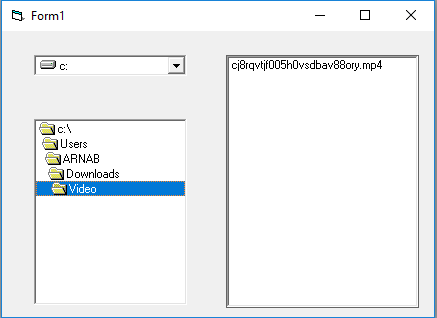 Form1
c:
c:\
Users
ARNAB
Downloads
Video
cj8rqvtjf005h0vsdbav88ory.mp4